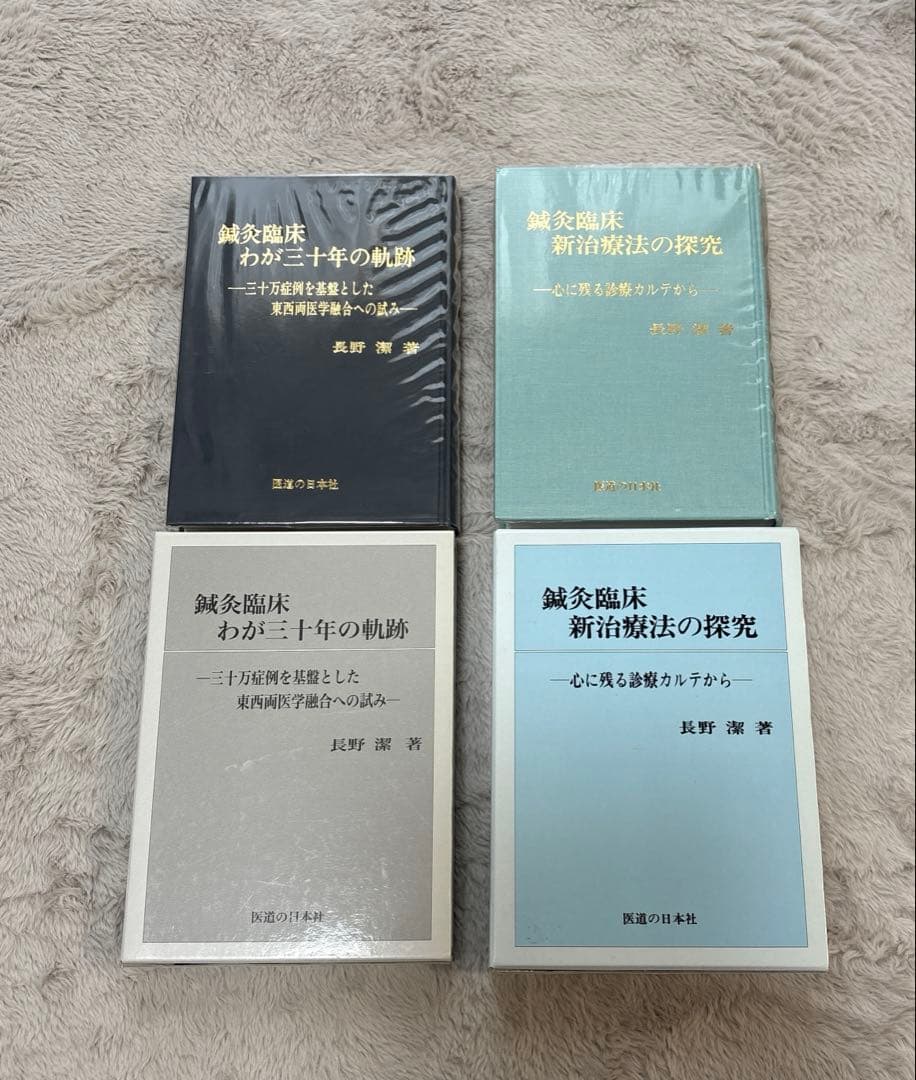 鍼灸臨床
わが三十年の軌跡
―三十万症例を基盤とした
東西両医学融合への試み―
長野 潔 著
医道の日本社
鍼灸臨床
新治療法の探究
―心に残る診療カルテから―
長野 潔 著
医道の日本社
鍼灸臨床
わが三十年の軌跡
―三十万症例を基盤とした
東西両医学融合への試み―
長野 潔 著
医道の日本社
鍼灸臨床
新治療法の探究
―心に残る診療カルテから―
長野 潔 著
医道の日本社